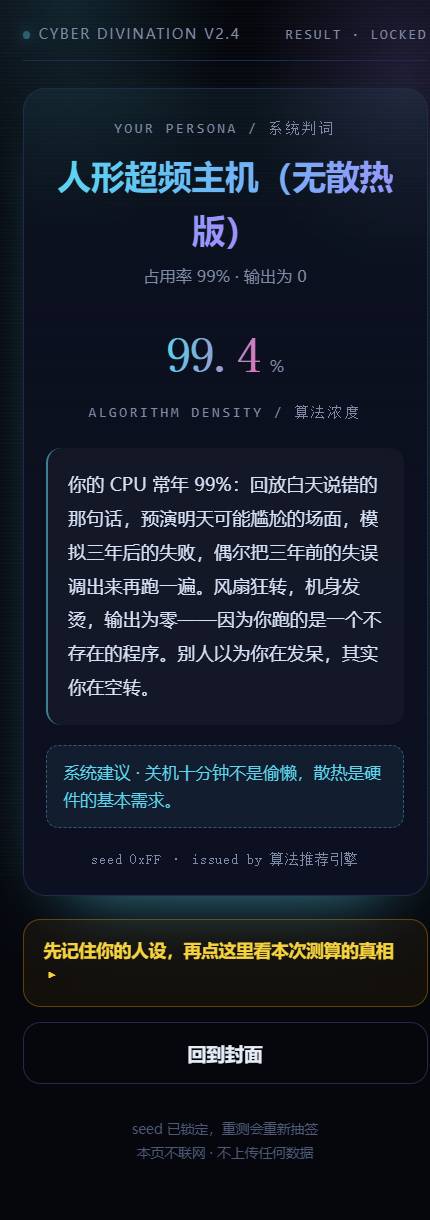 CYBER DIVINATION V2.4
RESULT · LOCKED
YOUR PERSONA / 系统判词
人形超频主机（无散热
版）
占用率 99% · 输出为 0
99.4 %
ALGORITHM DENSITY / 算法浓度
你的 CPU 常年 99%：回放白天说错的
那句话，预演明天可能尴尬的场面，模
拟三年后的失败，偶尔把三年前的失误
调出来再跑一遍。风扇狂转，机身发
烫，输出为零——因为你跑的是一个不
存在的程序。别人以为你在发呆，其实
你在空转。
系统建议 · 关机十分钟不是偷懒，散热是硬
件的基本需求。
seed 0xFF · issued by 算法推荐引擎
先记住你的人设，再点这里看本次测算的真相
▸
回到封面
seed 已锁定，重测会重新抽签
本页不联网 · 不上传任何数据